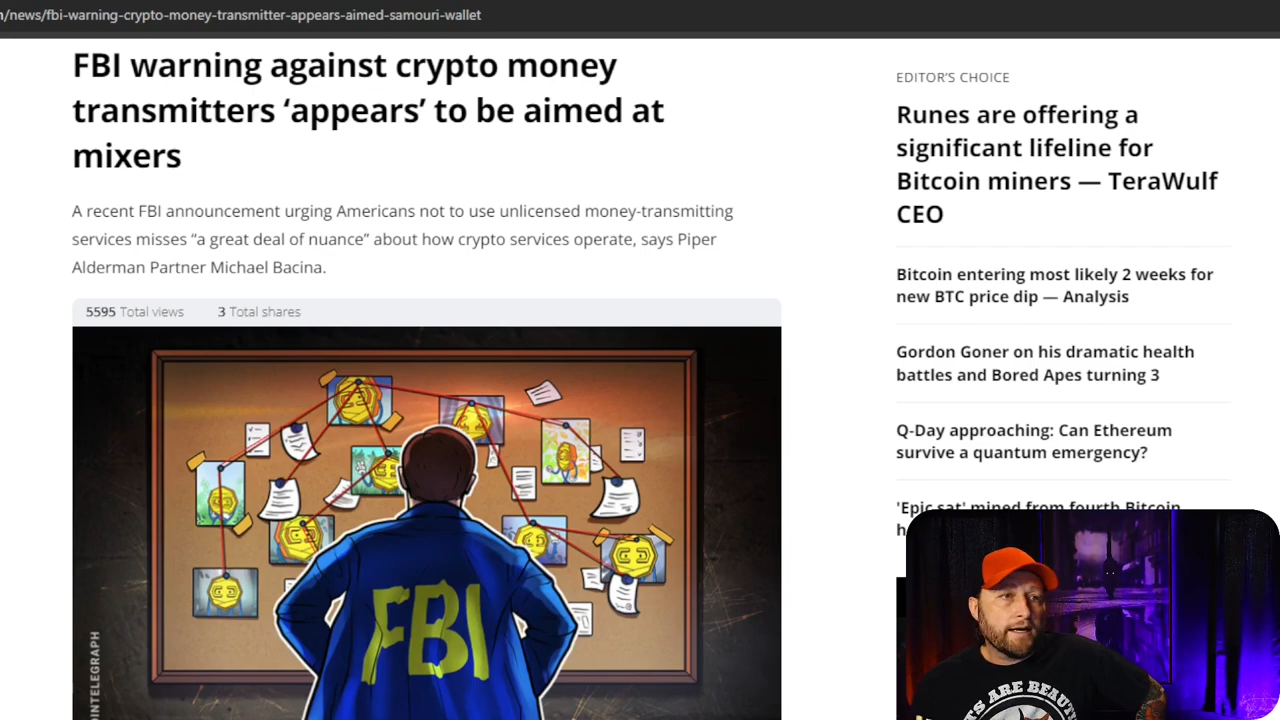 /news/fbi-warning-crypto-money-transmitter-appears-aimed-samouri-wallet
FBI warning against crypto money
transmitters ‘appears’ to be aimed at
mixers
A recent FBI announcement urging Americans not to use unlicensed money-transmitting
services misses “a great deal of nuance” about how crypto services operate, says Piper
Alderman Partner Michael Bacina.
5595 Total views 3 Total shares
FBI
EDITOR’S CHOICE
Runes are offering a
significant lifeline for
Bitcoin miners — TeraWulf
CEO
Bitcoin entering most likely 2 weeks for
new BTC price dip — Analysis
Gordon Goner on his dramatic health
battles and Bored Apes turning 3
Q-Day approaching: Can Ethereum
survive a quantum emergency?
'Epic sat' mined from fourth Bitcoin
ARE